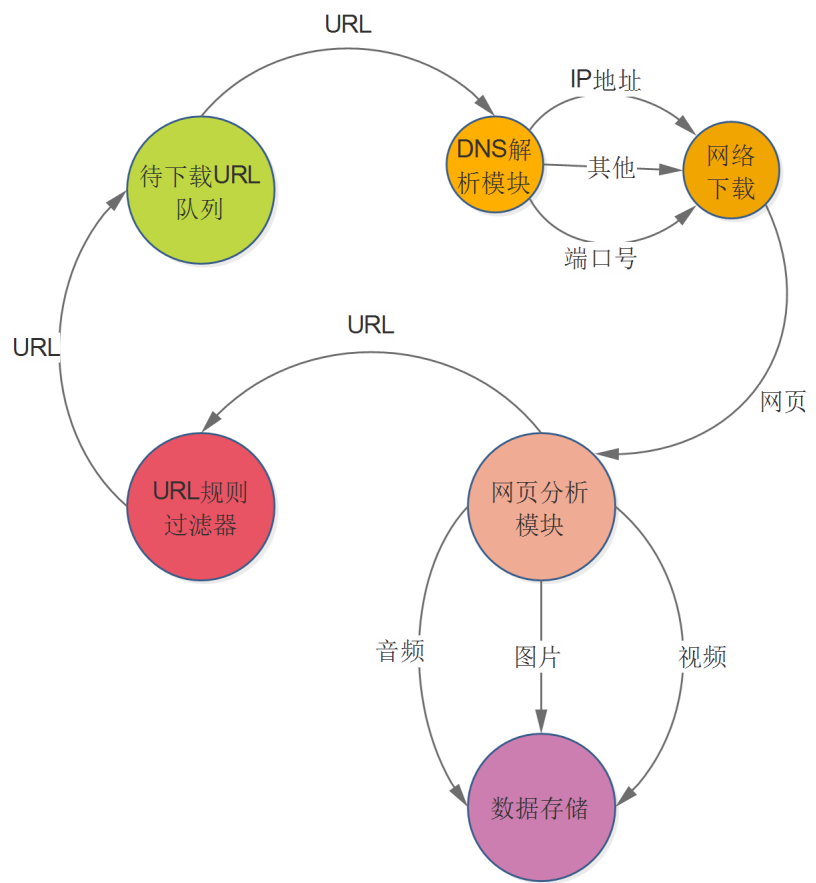 URL
IP地址
待下载URL
队列
DNS解
析模块
其他
网络
下载
端口号
URL
URL
网页
URL规则
过滤器
网页分析
模块
音频
图片
视频
数据存储